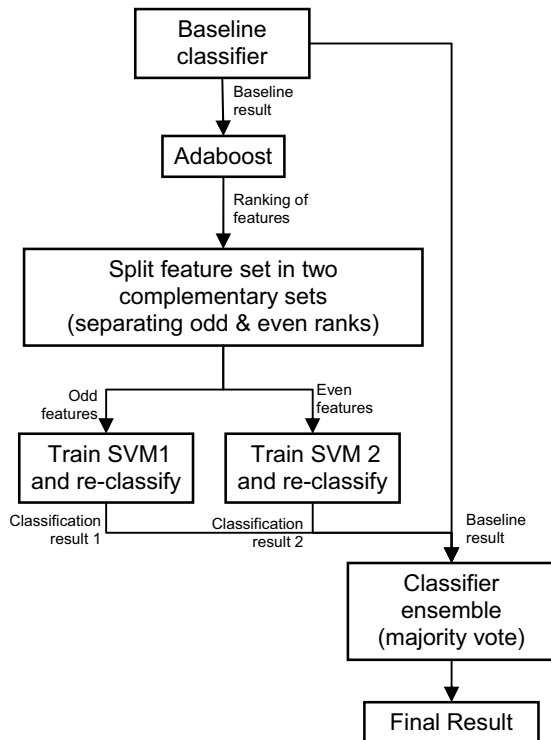 Baseline
classifier
Baseline
result
Adaboost
Ranking of
features
Split feature set in two
complementary sets
(separating odd & even ranks)
Odd
features
Even
features
Train SVM1
and re-classify
Train SVM 2
and re-classify
Classification
result 1
Classification
result 2
Baseline
result
Classifier
ensemble
(majority vote)
Final Result